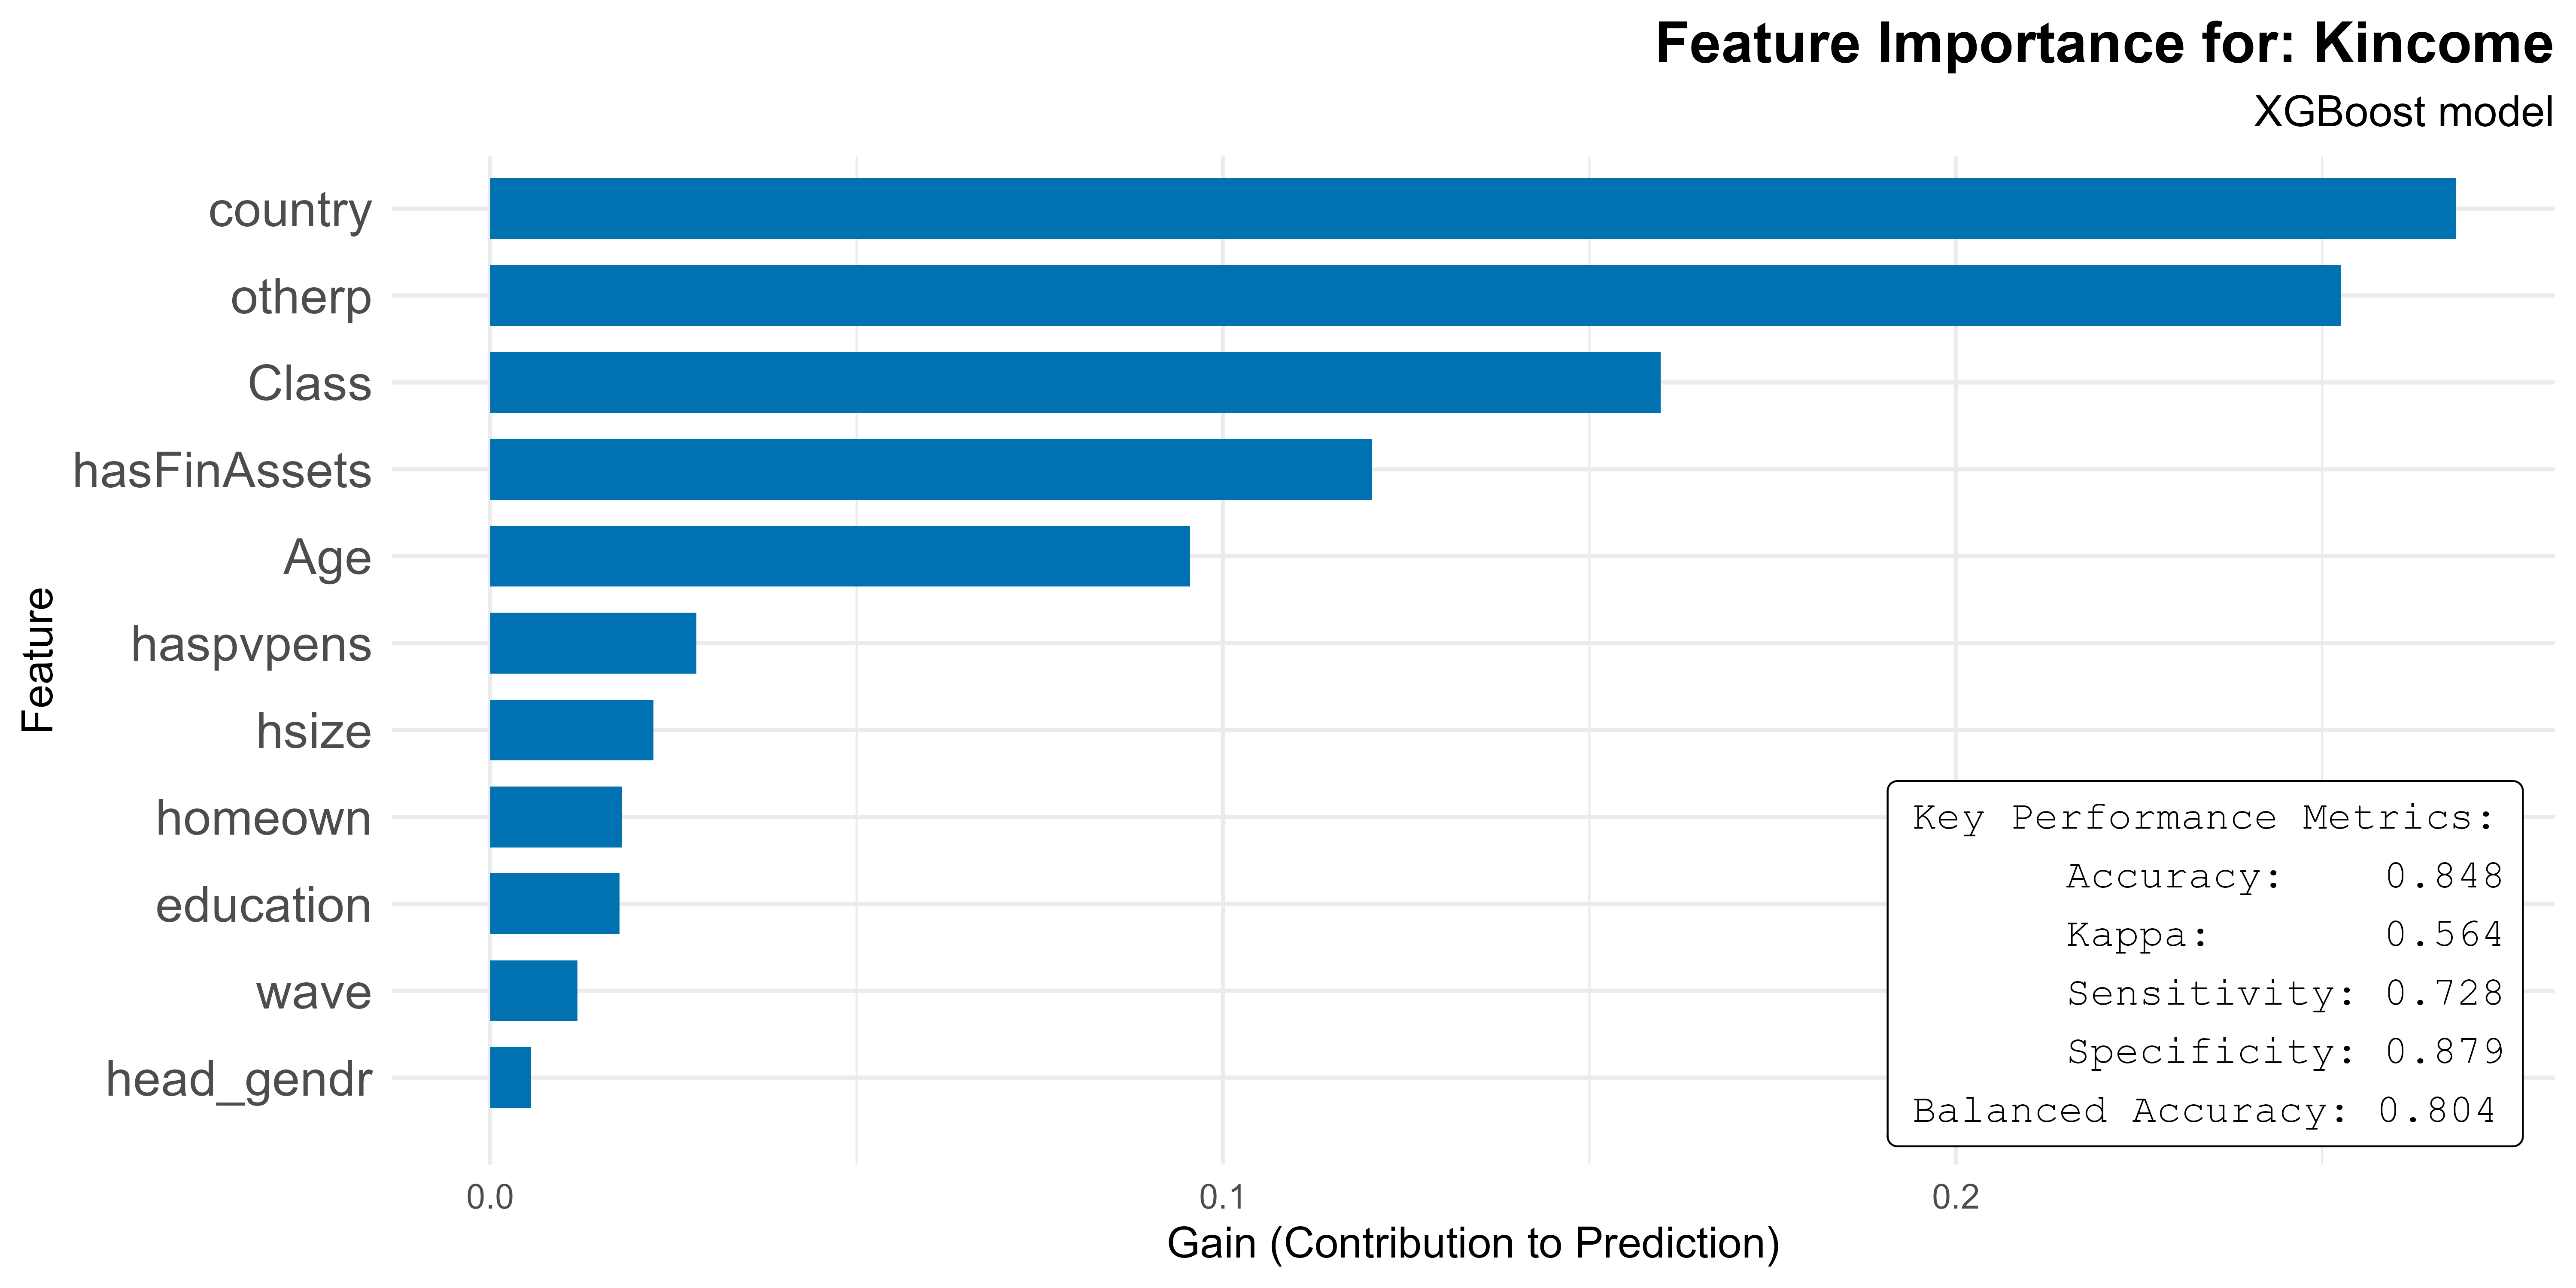 Feature Importance for: Kincome
XGBoost model
Feature
country
otherp
Class
hasFinAssets
Age
haspvpens
hsize
homeown
education
wave
head_gendr
Key Performance Metrics:
Accuracy: 0.848
Kappa: 0.564
Sensitivity: 0.728
Specificity: 0.879
Balanced Accuracy: 0.804
0.0 0.1 0.2
Gain (Contribution to Prediction)